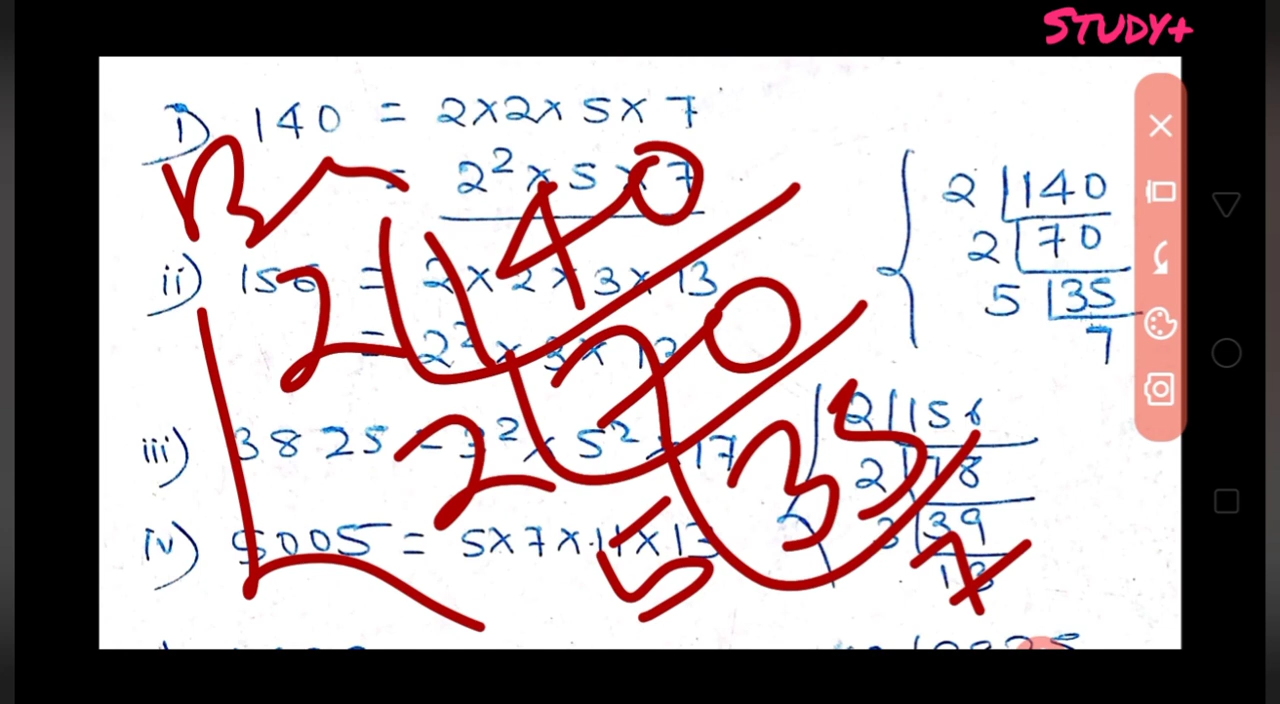 STUDY+
i) 140 = 2×2×5×7
= 2² × 5 × 7
ii) 156 = 2×2×3×13
= 2² × 3 × 13
iii) 3825 = 3² × 5² × 17
iv) 5005 = 5×7×11×13
2 140
2 70
5 35
7
2 156
2 78
3 39
13
2 140
2 70
5 35
7